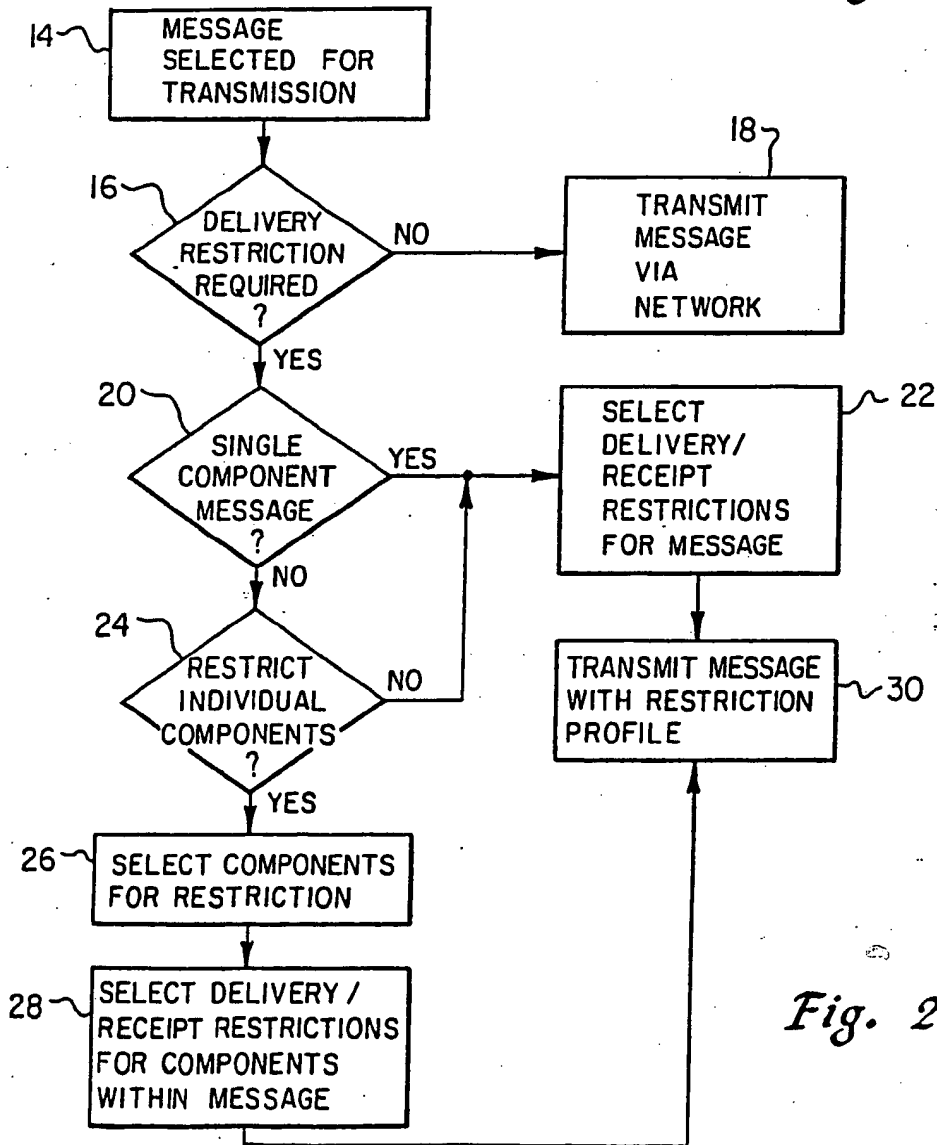 14
MESSAGE
SELECTED FOR
TRANSMISSION
16
DELIVERY
RESTRICTION
REQUIRED
?
NO
YES
18
TRANSMIT
MESSAGE
VIA
NETWORK
20
SINGLE
COMPONENT
MESSAGE
?
YES
NO
22
SELECT
DELIVERY/
RECEIPT
RESTRICTIONS
FOR MESSAGE
24
RESTRICT
INDIVIDUAL
COMPONENTS
?
NO
YES
TRANSMIT MESSAGE
WITH RESTRICTION
PROFILE
30
26
SELECT COMPONENTS
FOR RESTRICTION
28
SELECT DELIVERY /
RECEIPT RESTRICTIONS
FOR COMPONENTS
WITHIN MESSAGE
Fig. 2